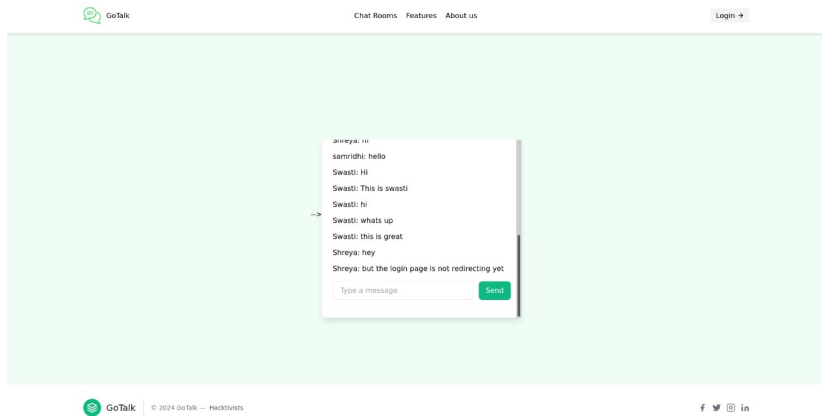 GoTalk
Chat Rooms Features About us
Login →
Shreya: hi
samridhi: hello
Swasti: Hi
Swasti: This is swasti
Swasti: hi
-->
Swasti: whats up
Swasti: this is great
Shreya: hey
Shreya: but the login page is not redirecting yet
Type a message
Send
GoTalk
© 2024 GoTalk — Hacktivists